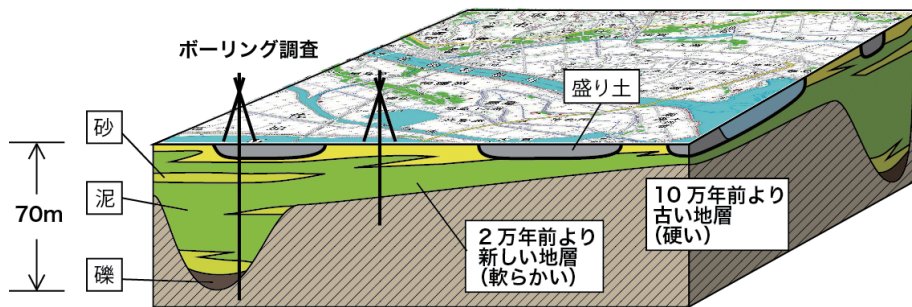 ボーリング調査
盛り土
砂
70m
泥
礫
2万年前より
新しい地層
(軟らかい)
10万年前より
古い地層
(硬い)